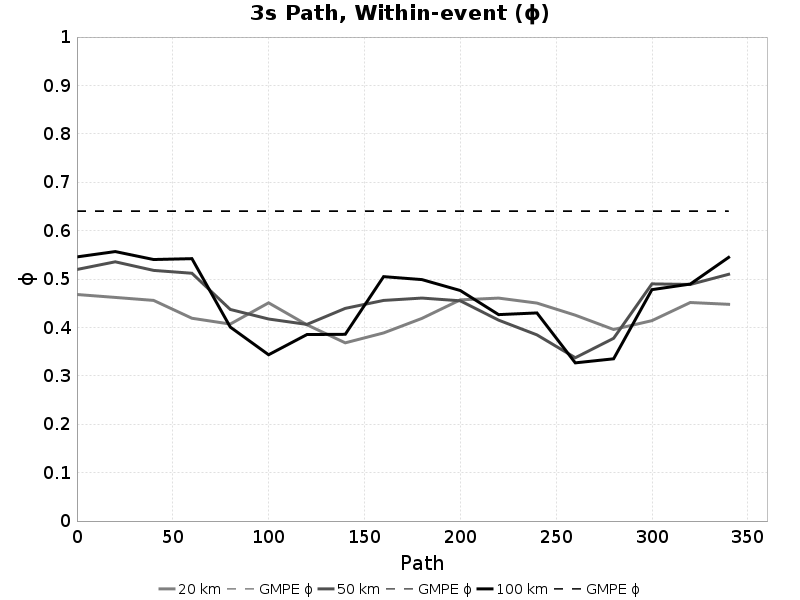 3s Path, Within-event (ϕ)
1
0.9
0.8
0.7
0.6
0.5
0.4
0.3
0.2
0.1
0
ϕ
0 50 100 150 200 250 300 350
Path
20 km GMPE ϕ 50 km GMPE ϕ 100 km GMPE ϕ